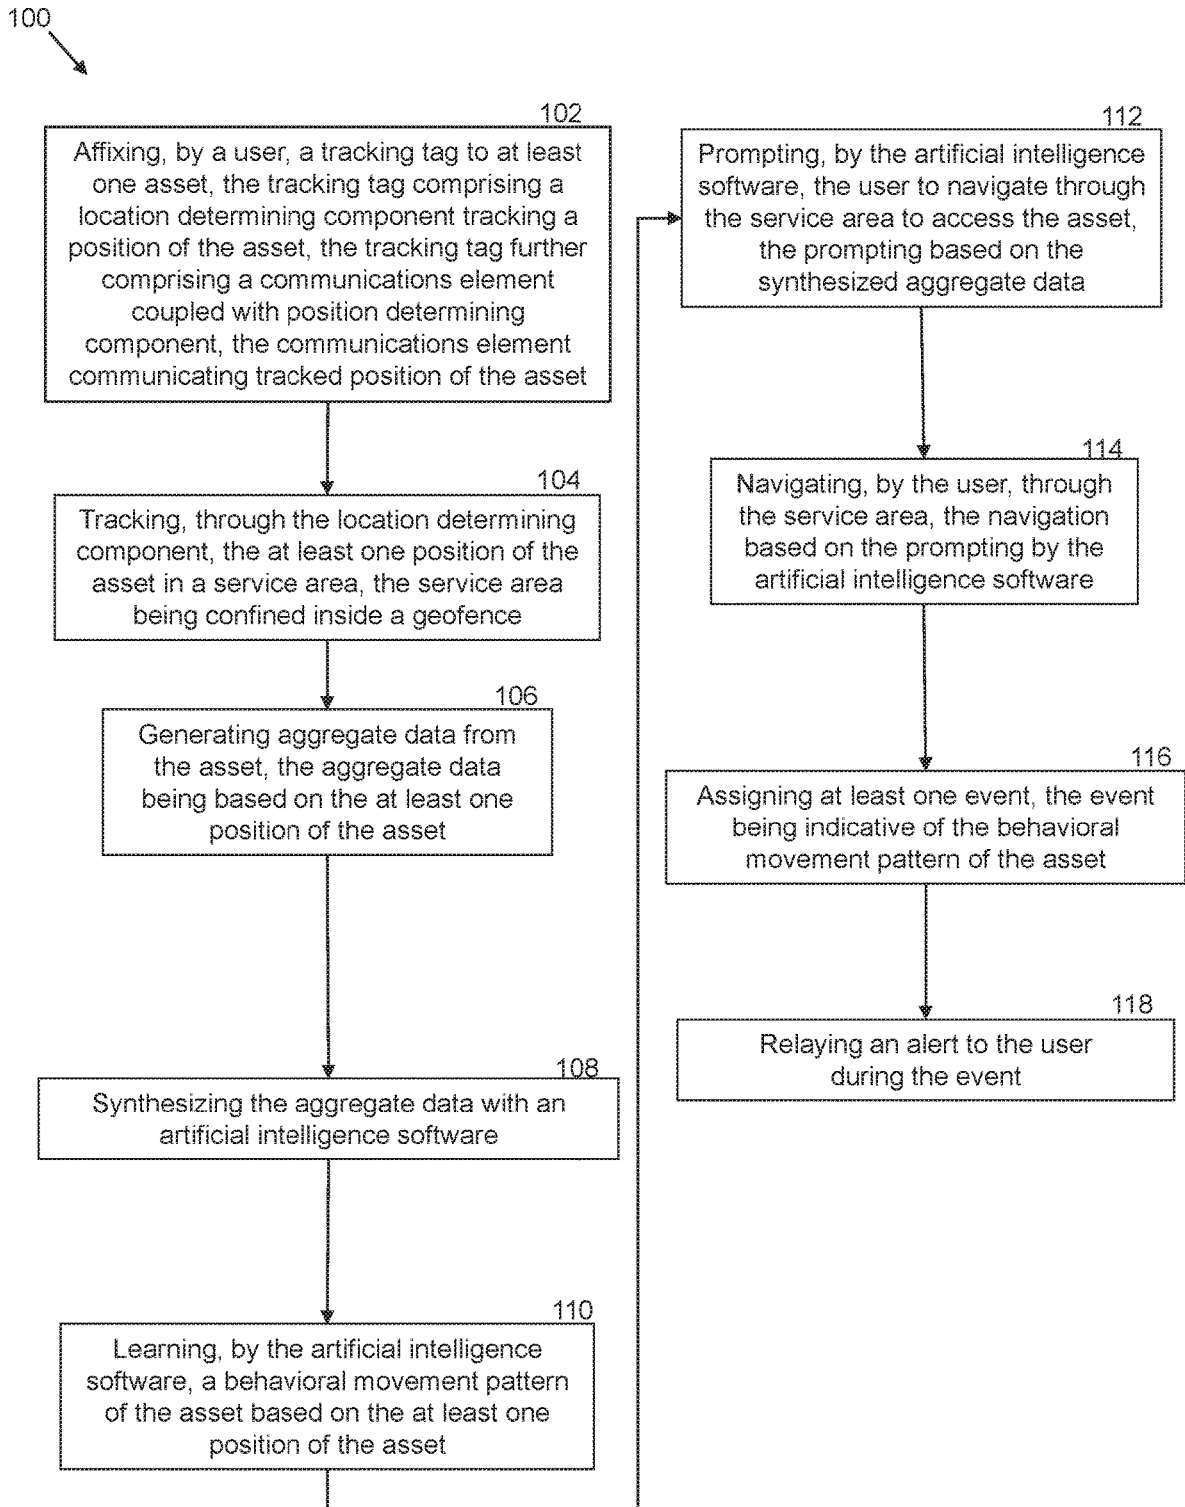 100
102
Affixing, by a user, a tracking tag to at least
one asset, the tracking tag comprising a
location determining component tracking a
position of the asset, the tracking tag further
comprising a communications element
coupled with position determining
component, the communications element
communicating tracked position of the asset
104
Tracking, through the location determining
component, the at least one position of the
asset in a service area, the service area
being confined inside a geofence
106
Generating aggregate data from
the asset, the aggregate data
being based on the at least one
position of the asset
108
Synthesizing the aggregate data with an
artificial intelligence software
110
Learning, by the artificial intelligence
software, a behavioral movement pattern
of the asset based on the at least one
position of the asset
112
Prompting, by the artificial intelligence
software, the user to navigate through
the service area to access the asset,
the prompting based on the
synthesized aggregate data
114
Navigating, by the user, through
the service area, the navigation
based on the prompting by the
artificial intelligence software
116
Assigning at least one event, the event
being indicative of the behavioral
movement pattern of the asset
118
Relaying an alert to the user
during the event